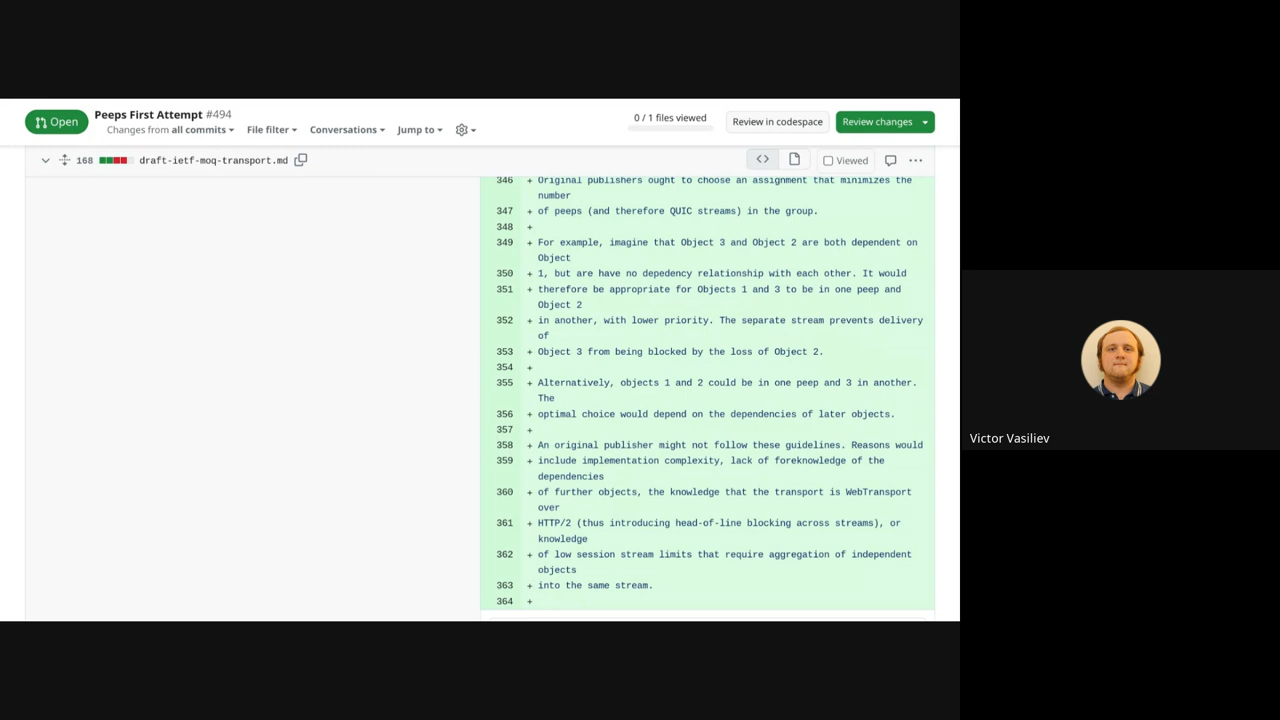 Open
Peeps First Attempt #494
Changes from all commits
File filter
Conversations
Jump to
0 / 1 files viewed
Review in codespace
Review changes
168 draft-ietf-moq-transport.md
Viewed
346 + Original publishers ought to choose an assignment that minimizes the
number
347 + of peeps (and therefore QUIC streams) in the group.
348 +
349 + For example, imagine that Object 3 and Object 2 are both dependent on
Object
350 + 1, but are have no depedency relationship with each other. It would
351 + therefore be appropriate for Objects 1 and 3 to be in one peep and
Object 2
352 + in another, with lower priority. The separate stream prevents delivery
of
353 + Object 3 from being blocked by the loss of Object 2.
354 +
355 + Alternatively, objects 1 and 2 could be in one peep and 3 in another.
The
356 + optimal choice would depend on the dependencies of later objects.
357 +
358 + An original publisher might not follow these guidelines. Reasons would
359 + include implementation complexity, lack of foreknowledge of the
dependencies
360 + of further objects, the knowledge that the transport is WebTransport
over
361 + HTTP/2 (thus introducing head-of-line blocking across streams), or
knowledge
362 + of low session stream limits that require aggregation of independent
objects
363 + into the same stream.
364 +
Victor Vasiliev